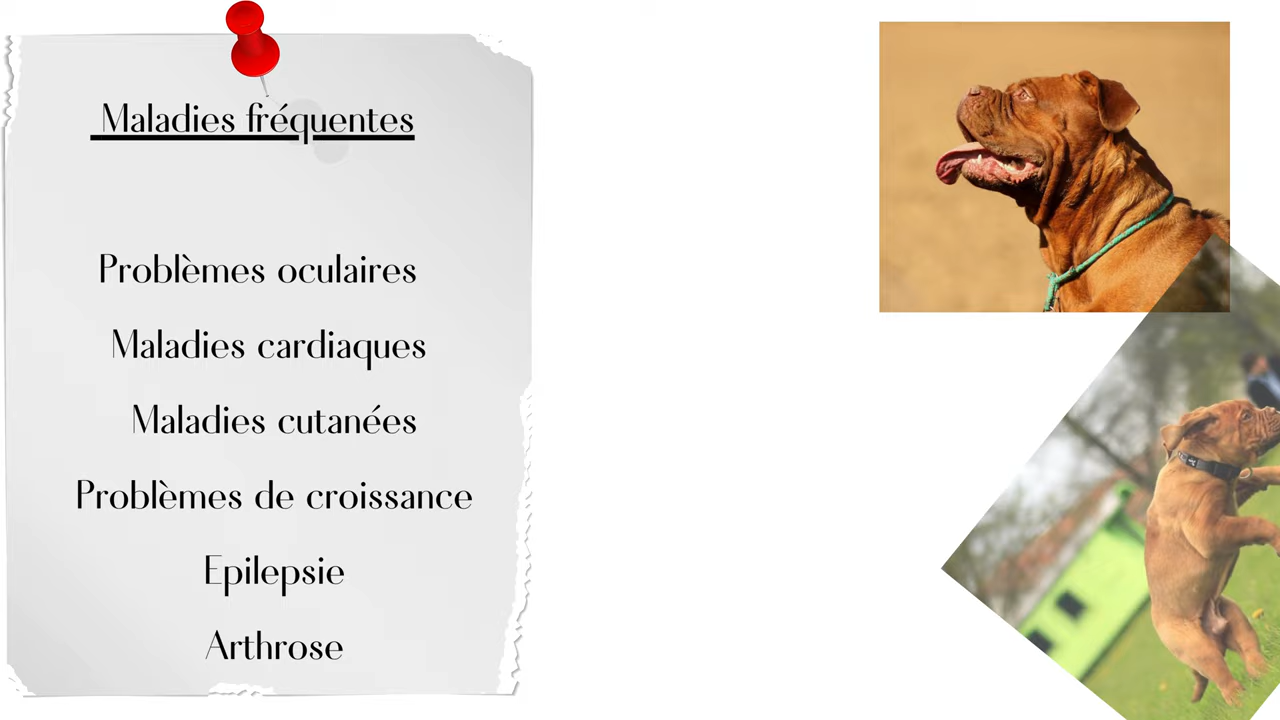 Maladies fréquentes
Problèmes oculaires
Maladies cardiaques
Maladies cutanées
Problèmes de croissance
Epilepsie
Arthrose